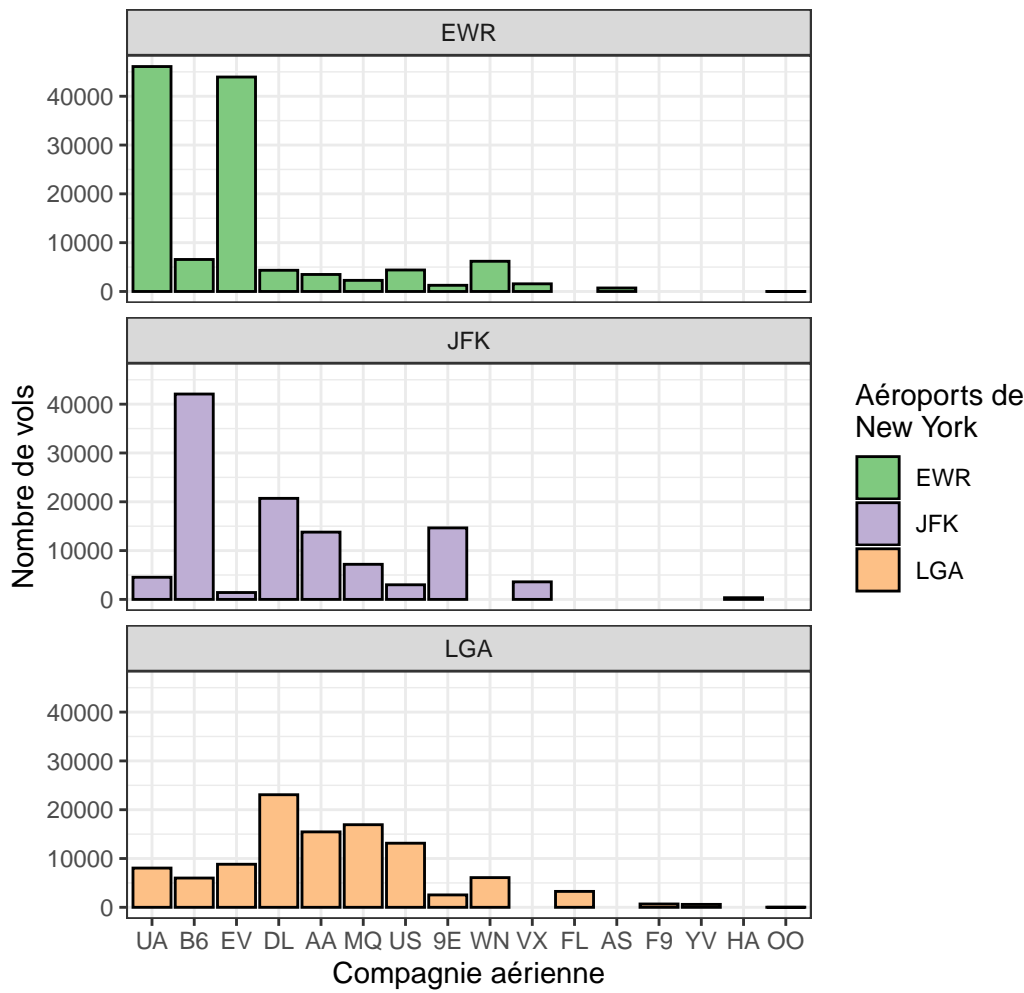 EWR
40000
30000
20000
10000
0
JFK
40000
30000
20000
10000
0
LGA
40000
30000
20000
10000
0
UA B6 EV DL AA MQ US 9E WN VX FL AS F9 YV HA OO
Compagnie aérienne
Nombre de vols
Aéroports de
New York
EWR
JFK
LGA